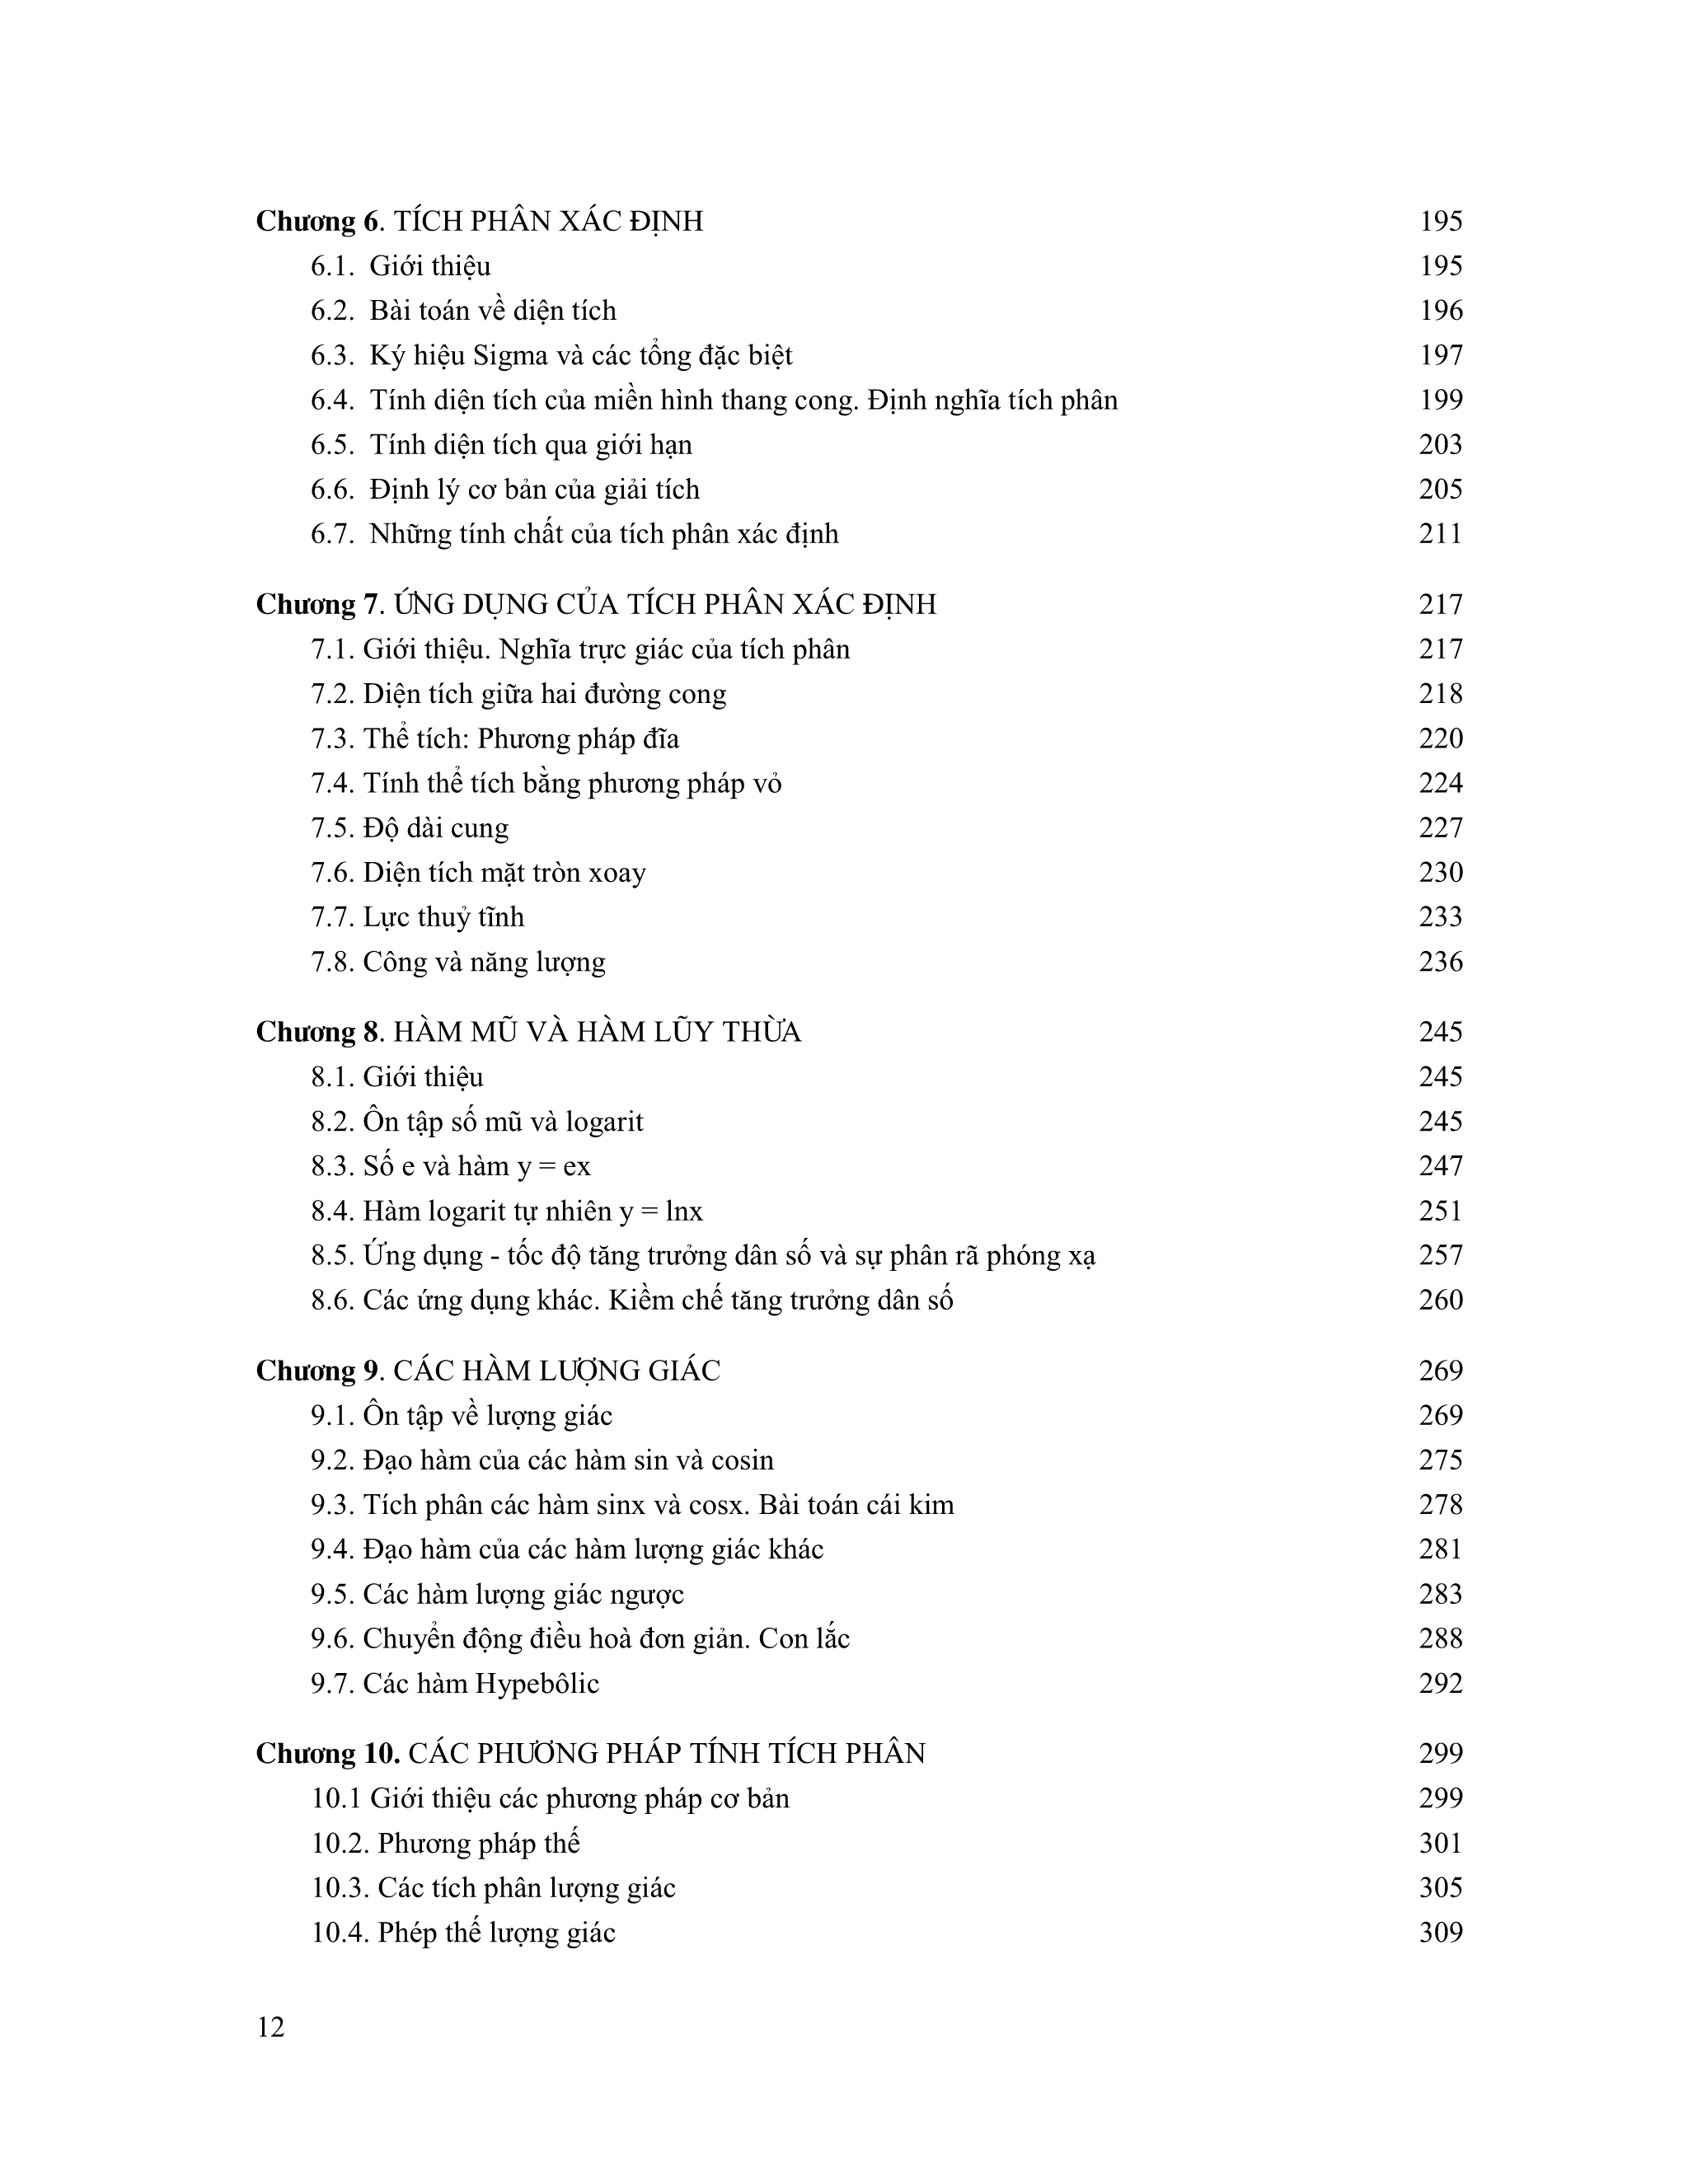 Chương 6. TÍCH PHÂN XÁC ĐỊNH 195
6.1. Giới thiệu 195
6.2. Bài toán về diện tích 196
6.3. Ký hiệu Sigma và các tổng đặc biệt 197
6.4. Tính diện tích của miền hình thang cong. Định nghĩa tích phân 199
6.5. Tính diện tích qua giới hạn 203
6.6. Định lý cơ bản của giải tích 205
6.7. Những tính chất của tích phân xác định 211
Chương 7. ỨNG DỤNG CỦA TÍCH PHÂN XÁC ĐỊNH 217
7.1. Giới thiệu. Nghĩa trực giác của tích phân 217
7.2. Diện tích giữa hai đường cong 218
7.3. Thể tích: Phương pháp đĩa 220
7.4. Tính thể tích bằng phương pháp vỏ 224
7.5. Độ dài cung 227
7.6. Diện tích mặt tròn xoay 230
7.7. Lực thuỷ tĩnh 233
7.8. Công và năng lượng 236
Chương 8. HÀM MŨ VÀ HÀM LŨY THỪA 245
8.1. Giới thiệu 245
8.2. Ôn tập số mũ và logarit 245
8.3. Số e và hàm y = ex 247
8.4. Hàm logarit tự nhiên y = lnx 251
8.5. Ứng dụng - tốc độ tăng trưởng dân số và sự phân rã phóng xạ 257
8.6. Các ứng dụng khác. Kiềm chế tăng trưởng dân số 260
Chương 9. CÁC HÀM LƯỢNG GIÁC 269
9.1. Ôn tập về lượng giác 269
9.2. Đạo hàm của các hàm sin và cosin 275
9.3. Tích phân các hàm sinx và cosx. Bài toán cái kim 278
9.4. Đạo hàm của các hàm lượng giác khác 281
9.5. Các hàm lượng giác ngược 283
9.6. Chuyển động điều hoà đơn giản. Con lắc 288
9.7. Các hàm Hypebôlic 292
Chương 10. CÁC PHƯƠNG PHÁP TÍNH TÍCH PHÂN 299
10.1 Giới thiệu các phương pháp cơ bản 299
10.2. Phương pháp thế 301
10.3. Các tích phân lượng giác 305
10.4. Phép thế lượng giác 309
12